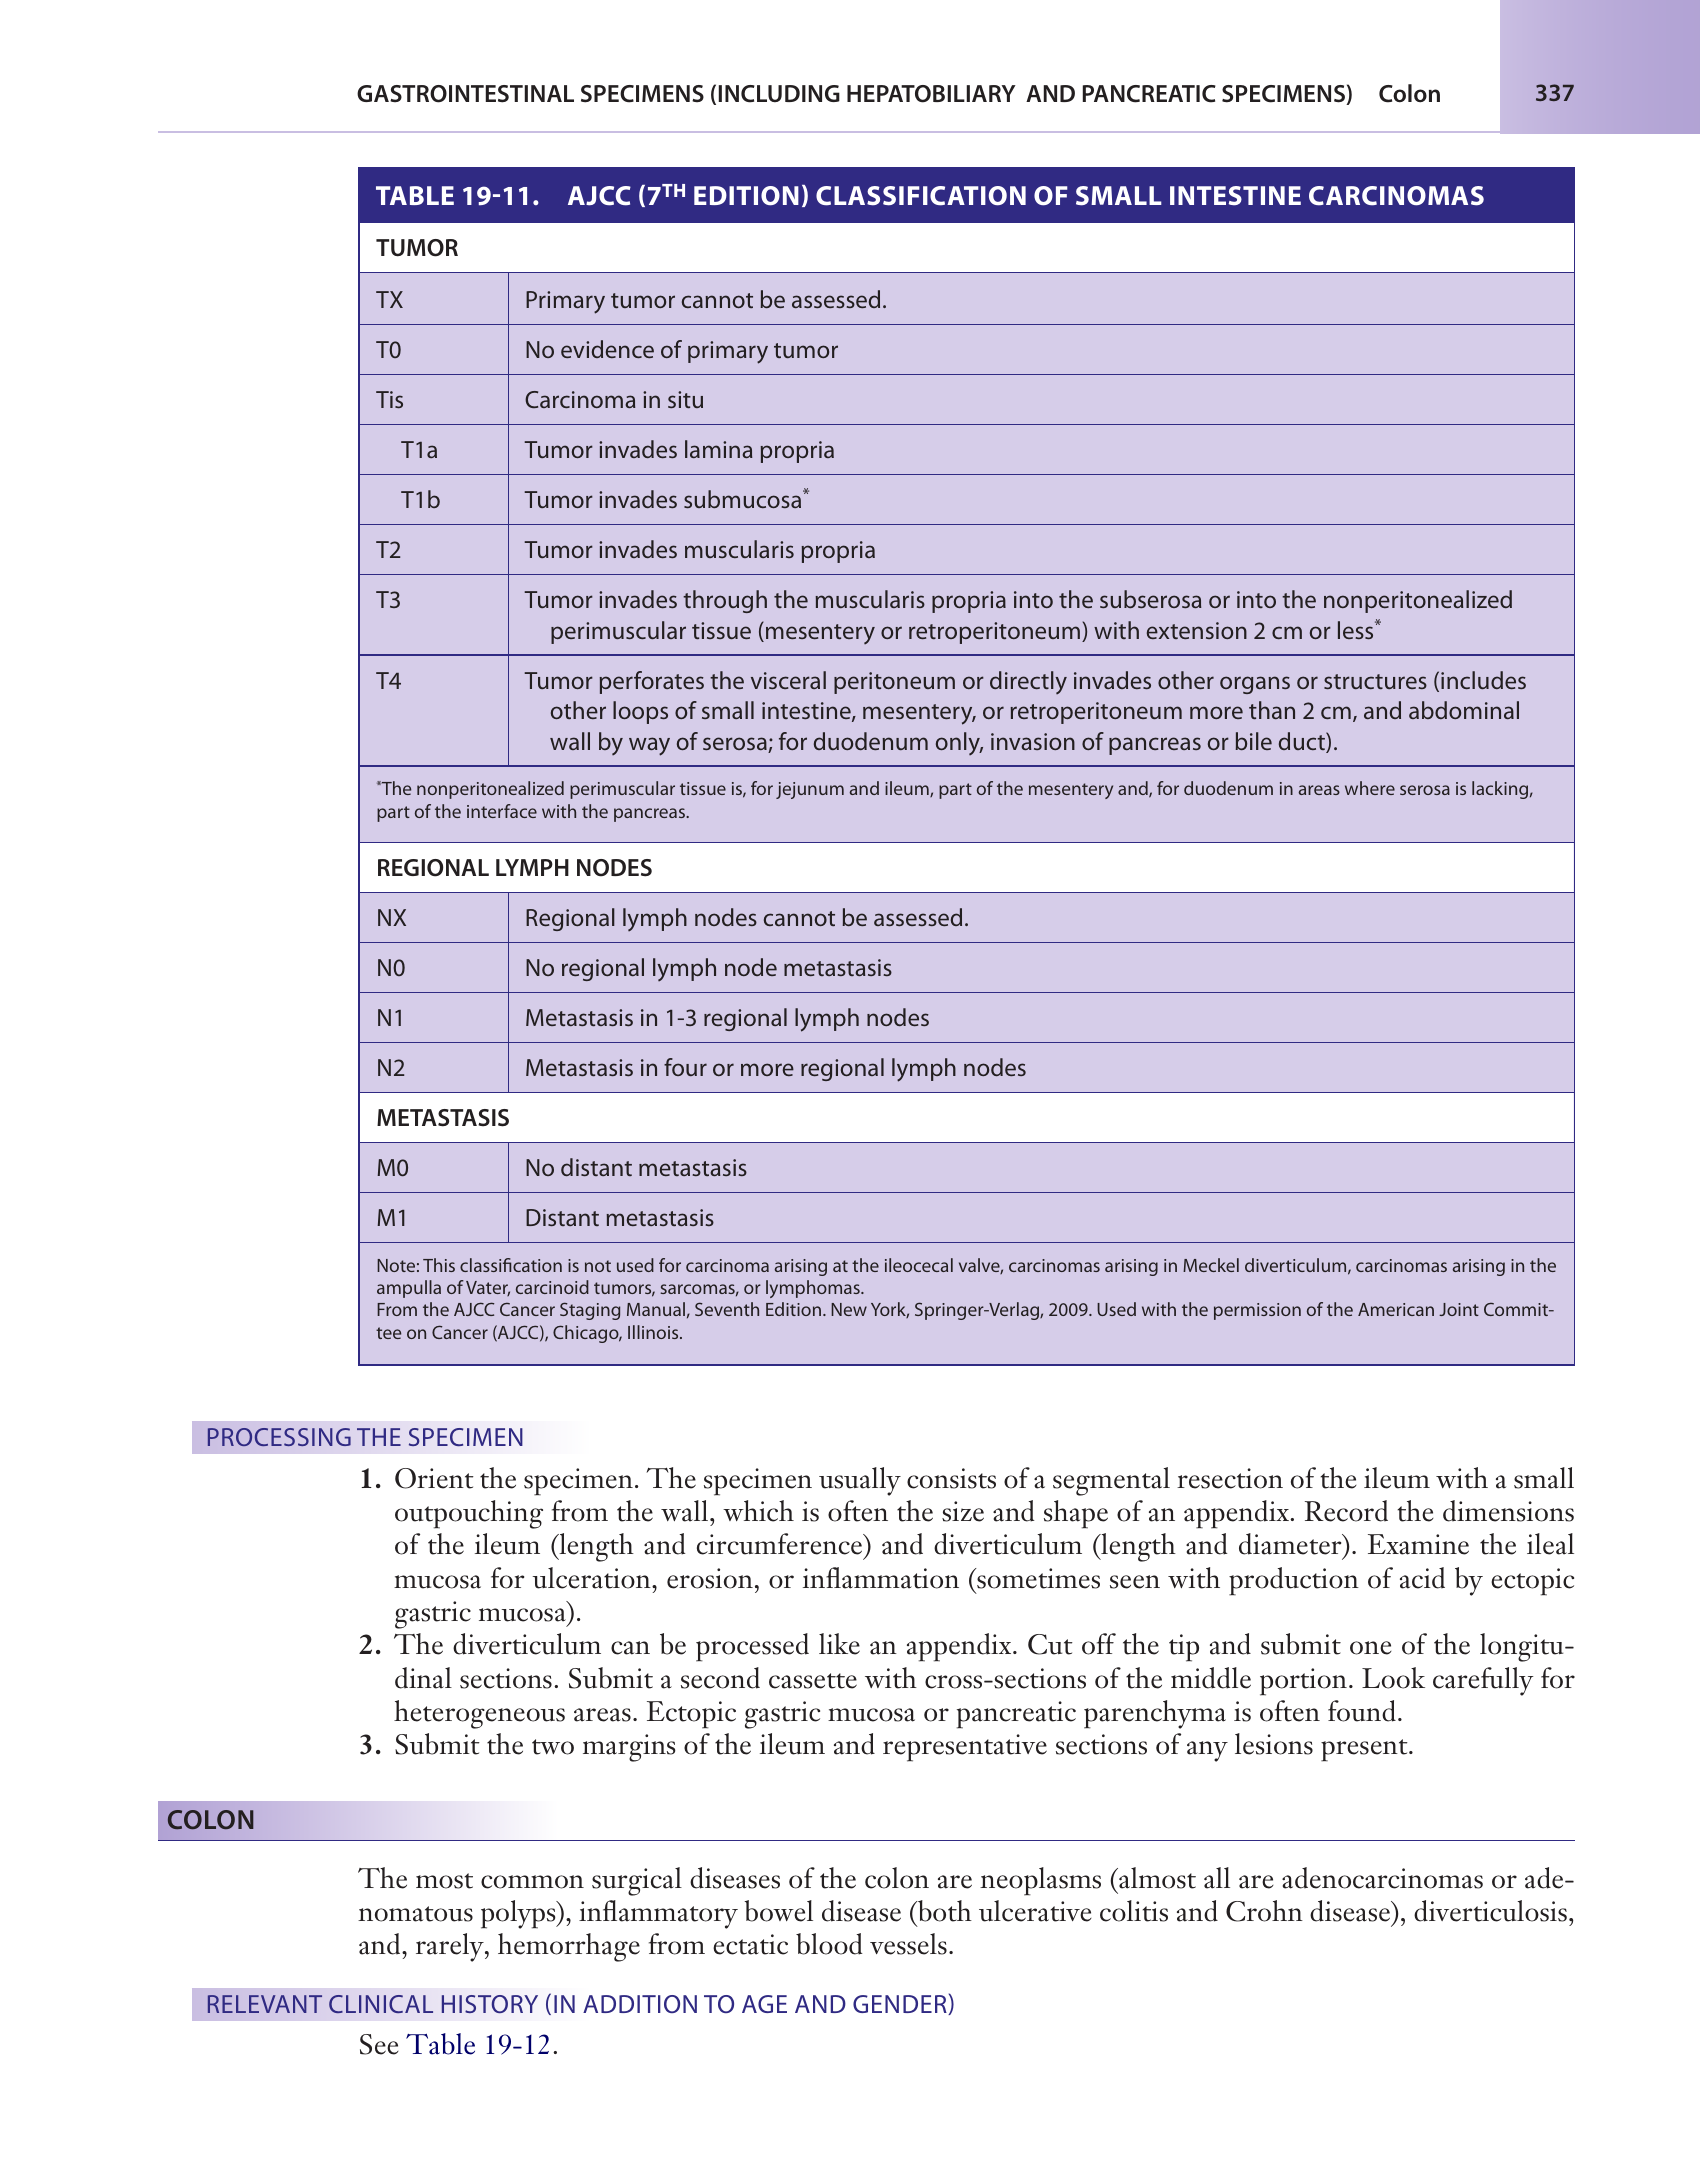 GASTROINTESTINAL SPECIMENS (INCLUDING HEPATOBILIARY AND PANCREATIC SPECIMENS) Colon 337
TABLE 19-11. AJCC (7TH EDITION) CLASSIFICATION OF SMALL INTESTINE CARCINOMAS
TUMOR
TX Primary tumor cannot be assessed.
T0 No evidence of primary tumor
Tis Carcinoma in situ
T1a Tumor invades lamina propria
T1b Tumor invades submucosa*
T2 Tumor invades muscularis propria
T3 Tumor invades through the muscularis propria into the subserosa or into the nonperitonealized
perimuscular tissue (mesentery or retroperitoneum) with extension 2 cm or less*
T4 Tumor perforates the visceral peritoneum or directly invades other organs or structures (includes
other loops of small intestine, mesentery, or retroperitoneum more than 2 cm, and abdominal
wall by way of serosa; for duodenum only, invasion of pancreas or bile duct).
*The nonperitonealized perimuscular tissue is, for jejunum and ileum, part of the mesentery and, for duodenum in areas where serosa is lacking,
part of the interface with the pancreas.
REGIONAL LYMPH NODES
NX Regional lymph nodes cannot be assessed.
N0 No regional lymph node metastasis
N1 Metastasis in 1-3 regional lymph nodes
N2 Metastasis in four or more regional lymph nodes
METASTASIS
M0 No distant metastasis
M1 Distant metastasis
Note: This classification is not used for carcinoma arising at the ileocecal valve, carcinomas arising in Meckel diverticulum, carcinomas arising in the
ampulla of Vater, carcinoid tumors, sarcomas, or lymphomas.
From the AJCC Cancer Staging Manual, Seventh Edition. New York, Springer-Verlag, 2009. Used with the permission of the American Joint Commit-
tee on Cancer (AJCC), Chicago, Illinois.
PROCESSING THE SPECIMEN
1. Orient the specimen. The specimen usually consists of a segmental resection of the ileum with a small
outpouching from the wall, which is often the size and shape of an appendix. Record the dimensions
of the ileum (length and circumference) and diverticulum (length and diameter). Examine the ileal
mucosa for ulceration, erosion, or inflammation (sometimes seen with production of acid by ectopic
gastric mucosa).
2. The diverticulum can be processed like an appendix. Cut off the tip and submit one of the longitu-
dinal sections. Submit a second cassette with cross-sections of the middle portion. Look carefully for
heterogeneous areas. Ectopic gastric mucosa or pancreatic parenchyma is often found.
3. Submit the two margins of the ileum and representative sections of any lesions present.
COLON
The most common surgical diseases of the colon are neoplasms (almost all are adenocarcinomas or ade-
nomatous polyps), inflammatory bowel disease (both ulcerative colitis and Crohn disease), diverticulosis,
and, rarely, hemorrhage from ectatic blood vessels.
RELEVANT CLINICAL HISTORY (IN ADDITION TO AGE AND GENDER)
See Table 19-12.